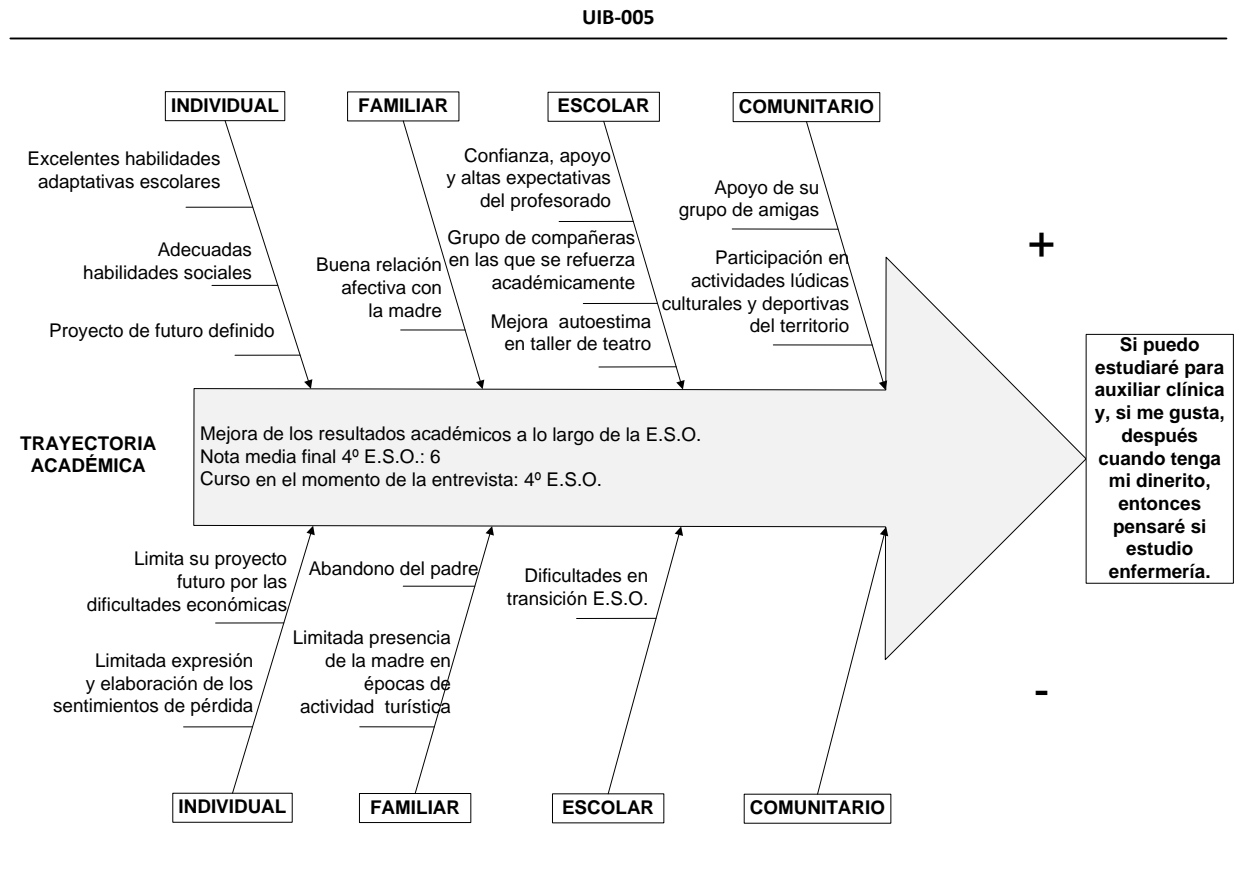 UIB-005
INDIVIDUAL
FAMILIAR
ESCOLAR
COMUNITARIO
Excelentes habilidades
adaptativas escolares
Adecuadas
habilidades sociales
Proyecto de futuro definido
Buena relación
afectiva con
la madre
Confianza, apoyo
y altas expectativas
del profesorado
Grupo de compañeras
en las que se refuerza
académicamente
Mejora autoestima
en taller de teatro
Apoyo de su
grupo de amigas
Participación en
actividades lúdicas
culturales y deportivas
del territorio
+
TRAYECTORIA
ACADÉMICA
Mejora de los resultados académicos a lo largo de la E.S.O.
Nota media final 4º E.S.O.: 6
Curso en el momento de la entrevista: 4º E.S.O.
Si puedo
estudiaré para
auxiliar clínica
y, si me gusta,
después
cuando tenga
mi dinerito,
entonces
pensaré si
estudio
enfermería.
Limita su proyecto
futuro por las
dificultades económicas
Limitada expresión
y elaboración de los
sentimientos de pérdida
Abandono del padre
Limitada presencia
de la madre en
épocas de
actividad turística
Dificultades en
transición E.S.O.
-
INDIVIDUAL
FAMILIAR
ESCOLAR
COMUNITARIO